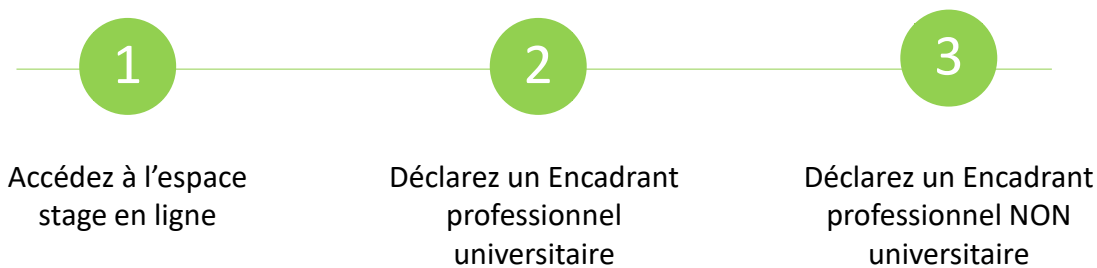 1
Accédez à l’espace
stage en ligne
2
Déclarez un Encadrant
professionnel
universitaire
3
Déclarez un Encadrant
professionnel NON
universitaire